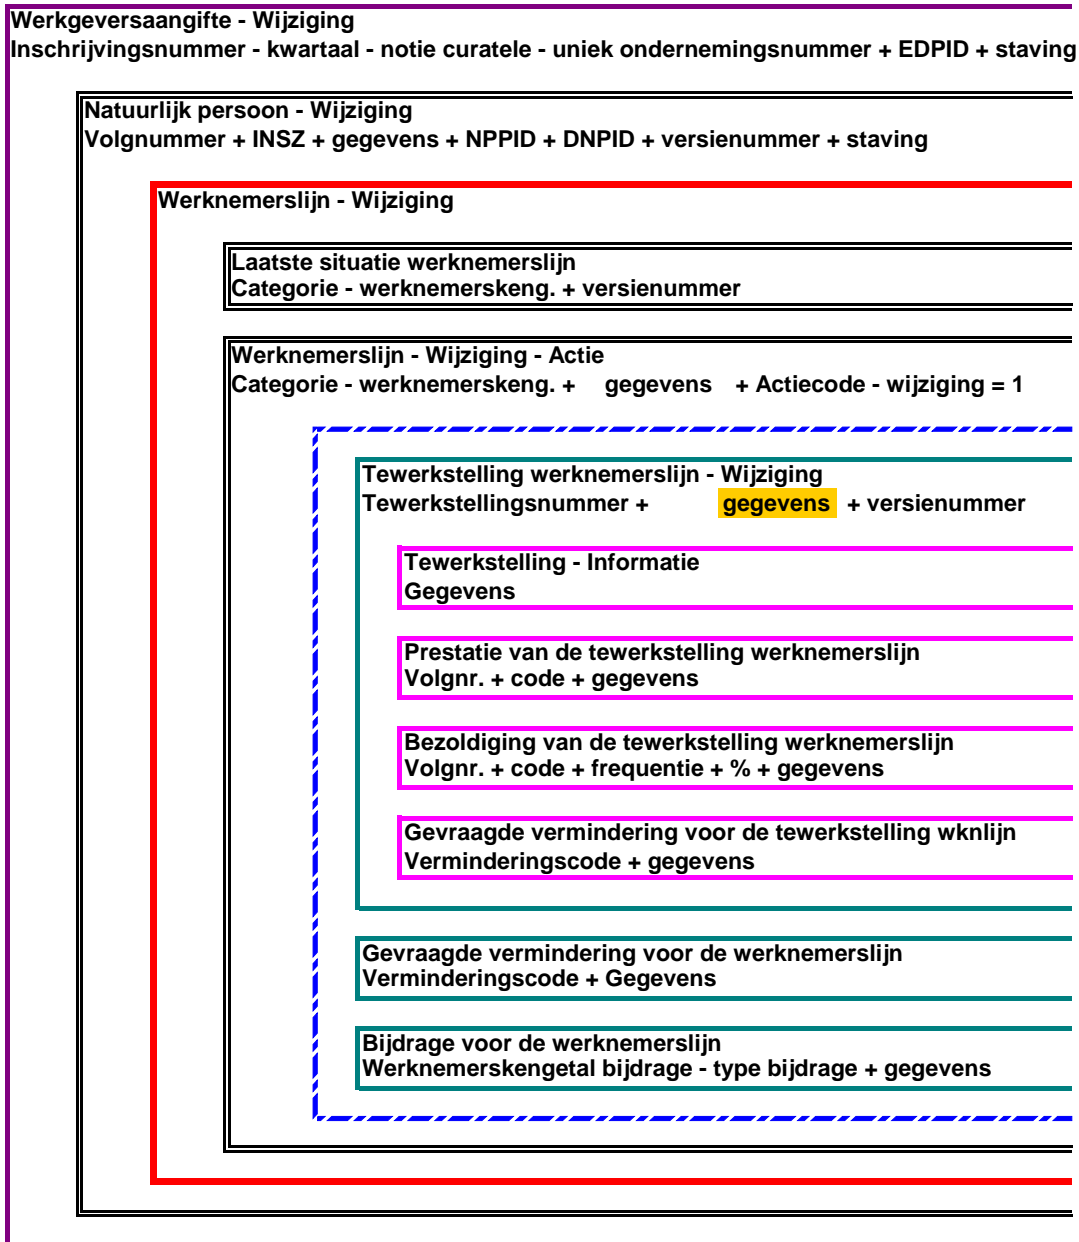 Werkgeversaangifte - Wijziging
Inschrijvingsnummer - kwartaal - notie curatele - uniek ondernemingsnummer + EDPID + staving
Natuurlijk persoon - Wijziging
Volgnummer + INSZ + gegevens + NPPID + DNPID + versienummer + staving
Werknemerslijn - Wijziging
Laatste situatie werknemerslijn
Categorie - werknemerskeng. + versienummer
Werknemerslijn - Wijziging - Actie
Categorie - werknemerskeng. + gegevens + Actiecode - wijziging = 1
Tewerkstelling werknemerslijn - Wijziging
Tewerkstellingsnummer + gegevens + versienummer
Tewerkstelling - Informatie
Gegevens
Prestatie van de tewerkstelling werknemerslijn
Volgnr. + code + gegevens
Bezoldiging van de tewerkstelling werknemerslijn
Volgnr. + code + frequentie + % + gegevens
Gevraagde vermindering voor de tewerkstelling wknlijn
Verminderingscode + gegevens
Gevraagde vermindering voor de werknemerslijn
Verminderingscode + Gegevens
Bijdrage voor de werknemerslijn
Werknemerskengetal bijdrage - type bijdrage + gegevens